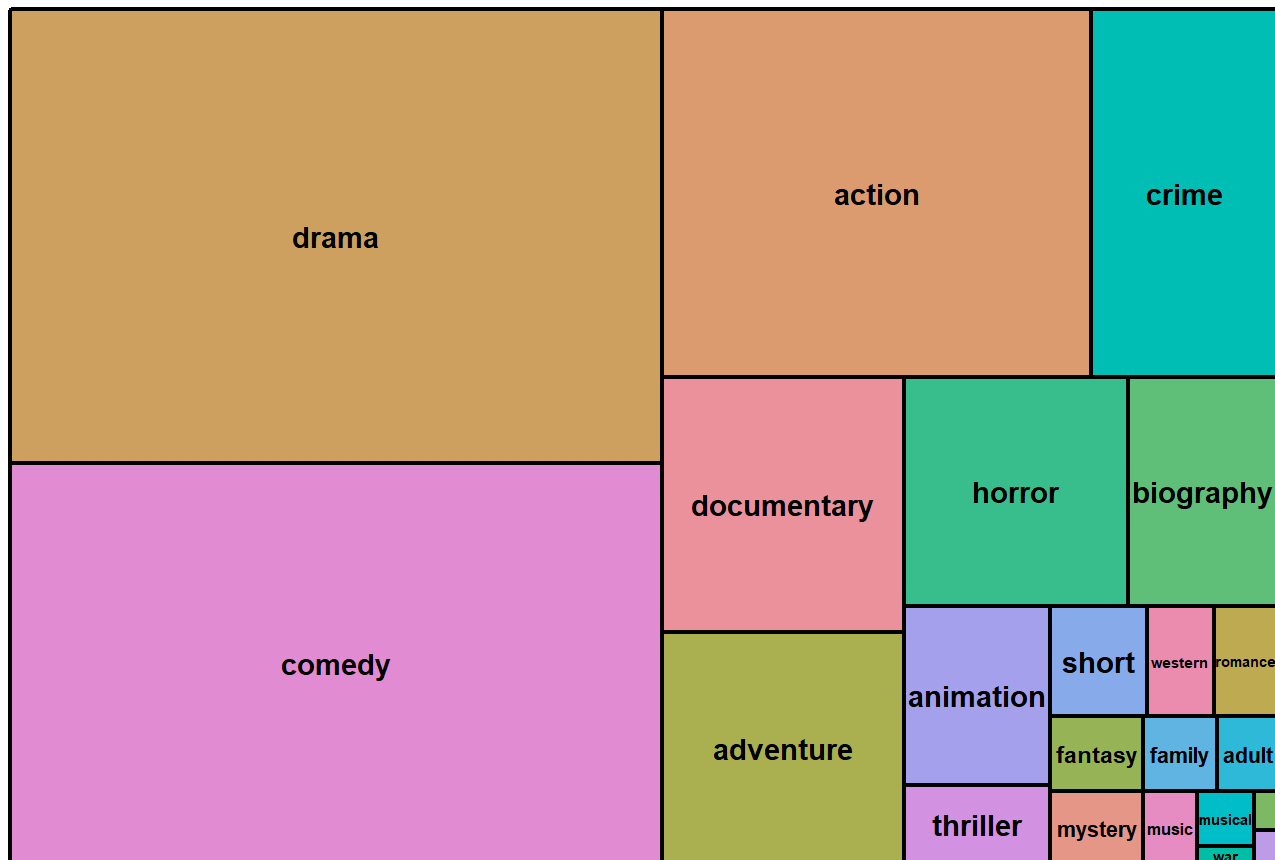 drama
action
crime
comedy
documentary
horror
biography
adventure
animation
short
western
romance
fantasy
family
adult
thriller
mystery
music
musical
war